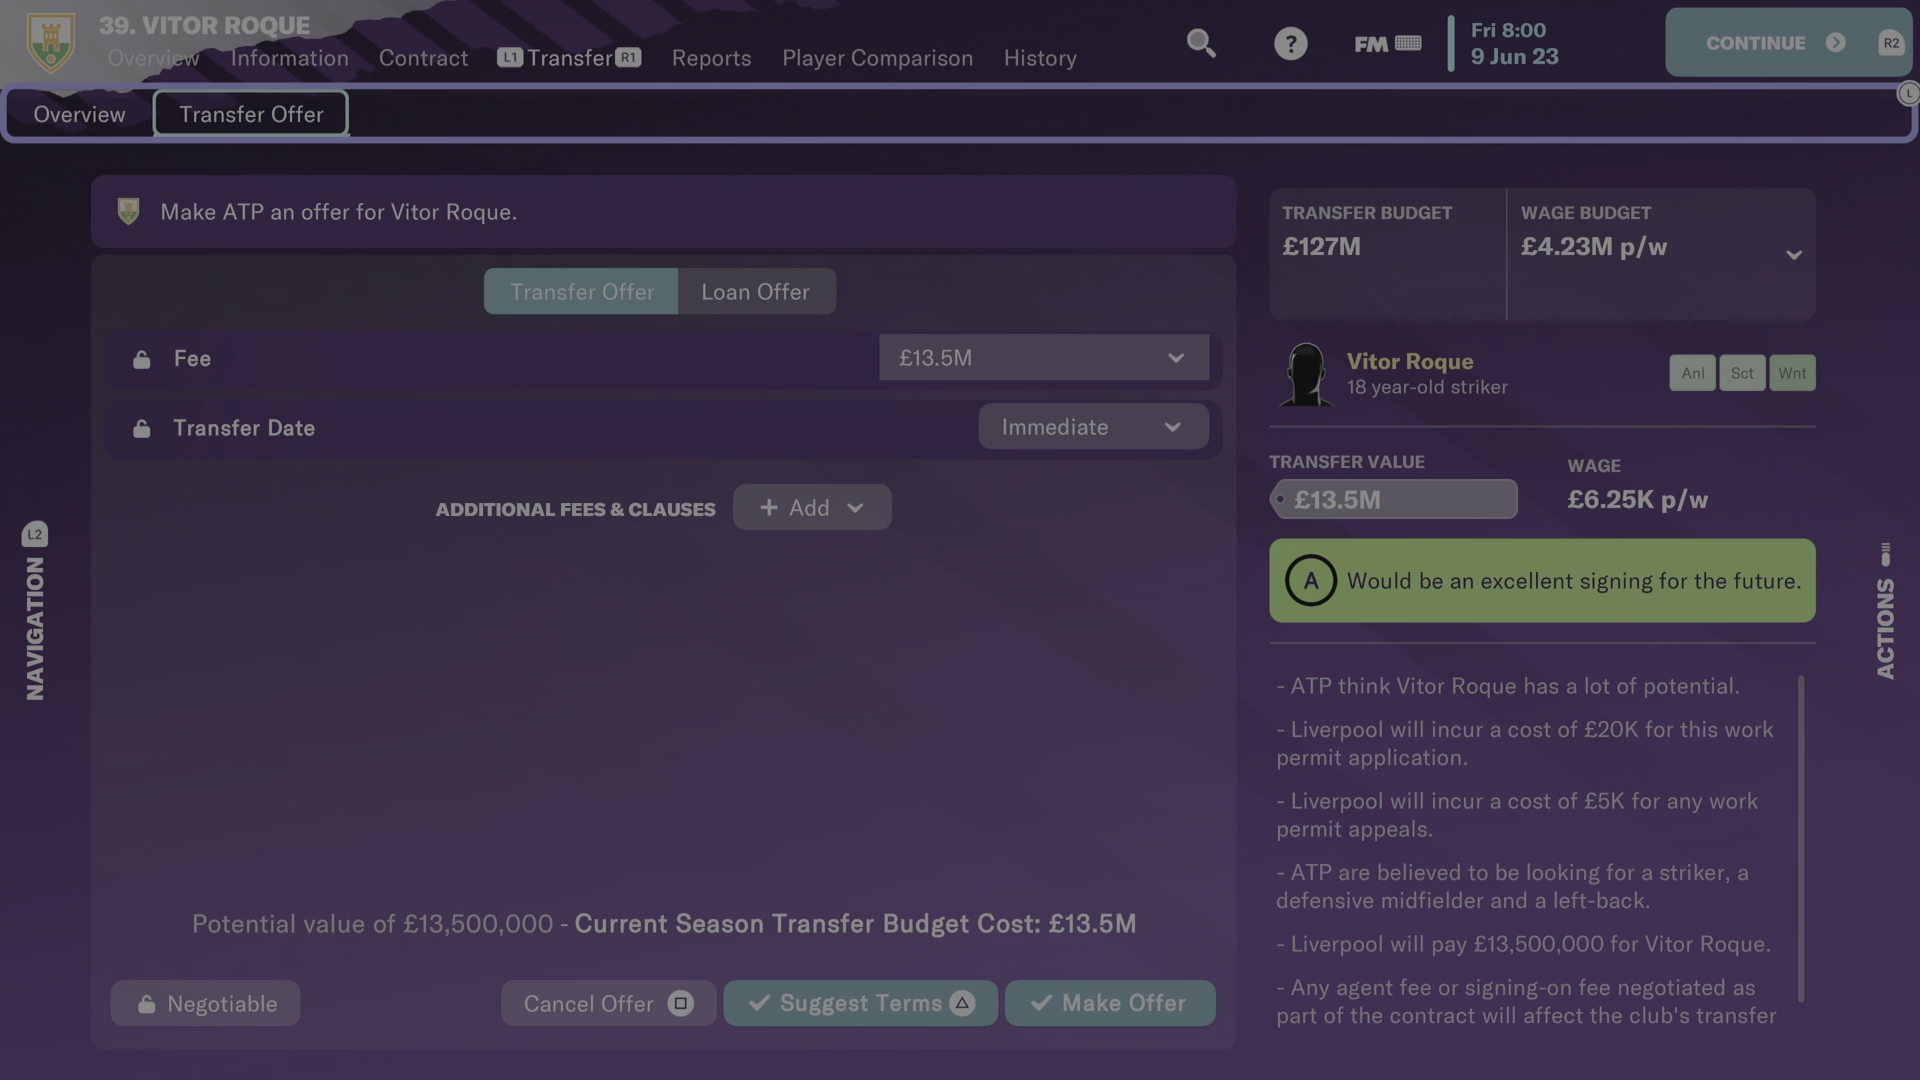 39. VITOR ROQUE
Overview Information Contract L1 Transfer R1 Reports Player Comparison History
? FM
Fri 8:00
9 Jun 23
CONTINUE R2
Overview Transfer Offer L
Make ATP an offer for Vitor Roque.
Transfer Offer Loan Offer
Fee £13.5M
Transfer Date Immediate
ADDITIONAL FEES & CLAUSES + Add
Potential value of £13,500,000 - Current Season Transfer Budget Cost: £13.5M
Negotiable Cancel Offer Suggest Terms Make Offer
NAVIGATION L2
TRANSFER BUDGET
£127M
WAGE BUDGET
£4.23M p/w
Vitor Roque
18 year-old striker
Anl Sct Wnt
TRANSFER VALUE
£13.5M
WAGE
£6.25K p/w
A Would be an excellent signing for the future.
- ATP think Vitor Roque has a lot of potential.
- Liverpool will incur a cost of £20K for this work
permit application.
- Liverpool will incur a cost of £5K for any work
permit appeals.
- ATP are believed to be looking for a striker, a
defensive midfielder and a left-back.
- Liverpool will pay £13,500,000 for Vitor Roque.
- Any agent fee or signing-on fee negotiated as
part of the contract will affect the club's transfer
ACTIONS